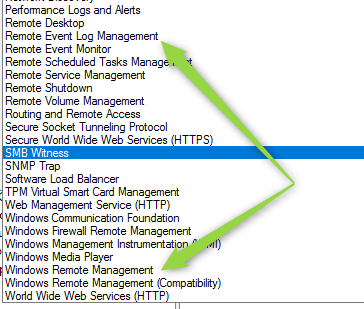 Performance Logs and Alerts
Remote Desktop
Remote Event Log Management
Remote Event Monitor
Remote Scheduled Tasks Management
Remote Service Management
Remote Shutdown
Remote Volume Management
Routing and Remote Access
Secure Socket Tunneling Protocol
Secure World Wide Web Services (HTTPS)
SMB Witness
SNMP Trap
Software Load Balancer
TPM Virtual Smart Card Management
Web Management Service (HTTP)
Windows Communication Foundation
Windows Firewall Remote Management
Windows Management Instrumentation (WMI)
Windows Media Player
Windows Remote Management
Windows Remote Management (Compatibility)
World Wide Web Services (HTTP)